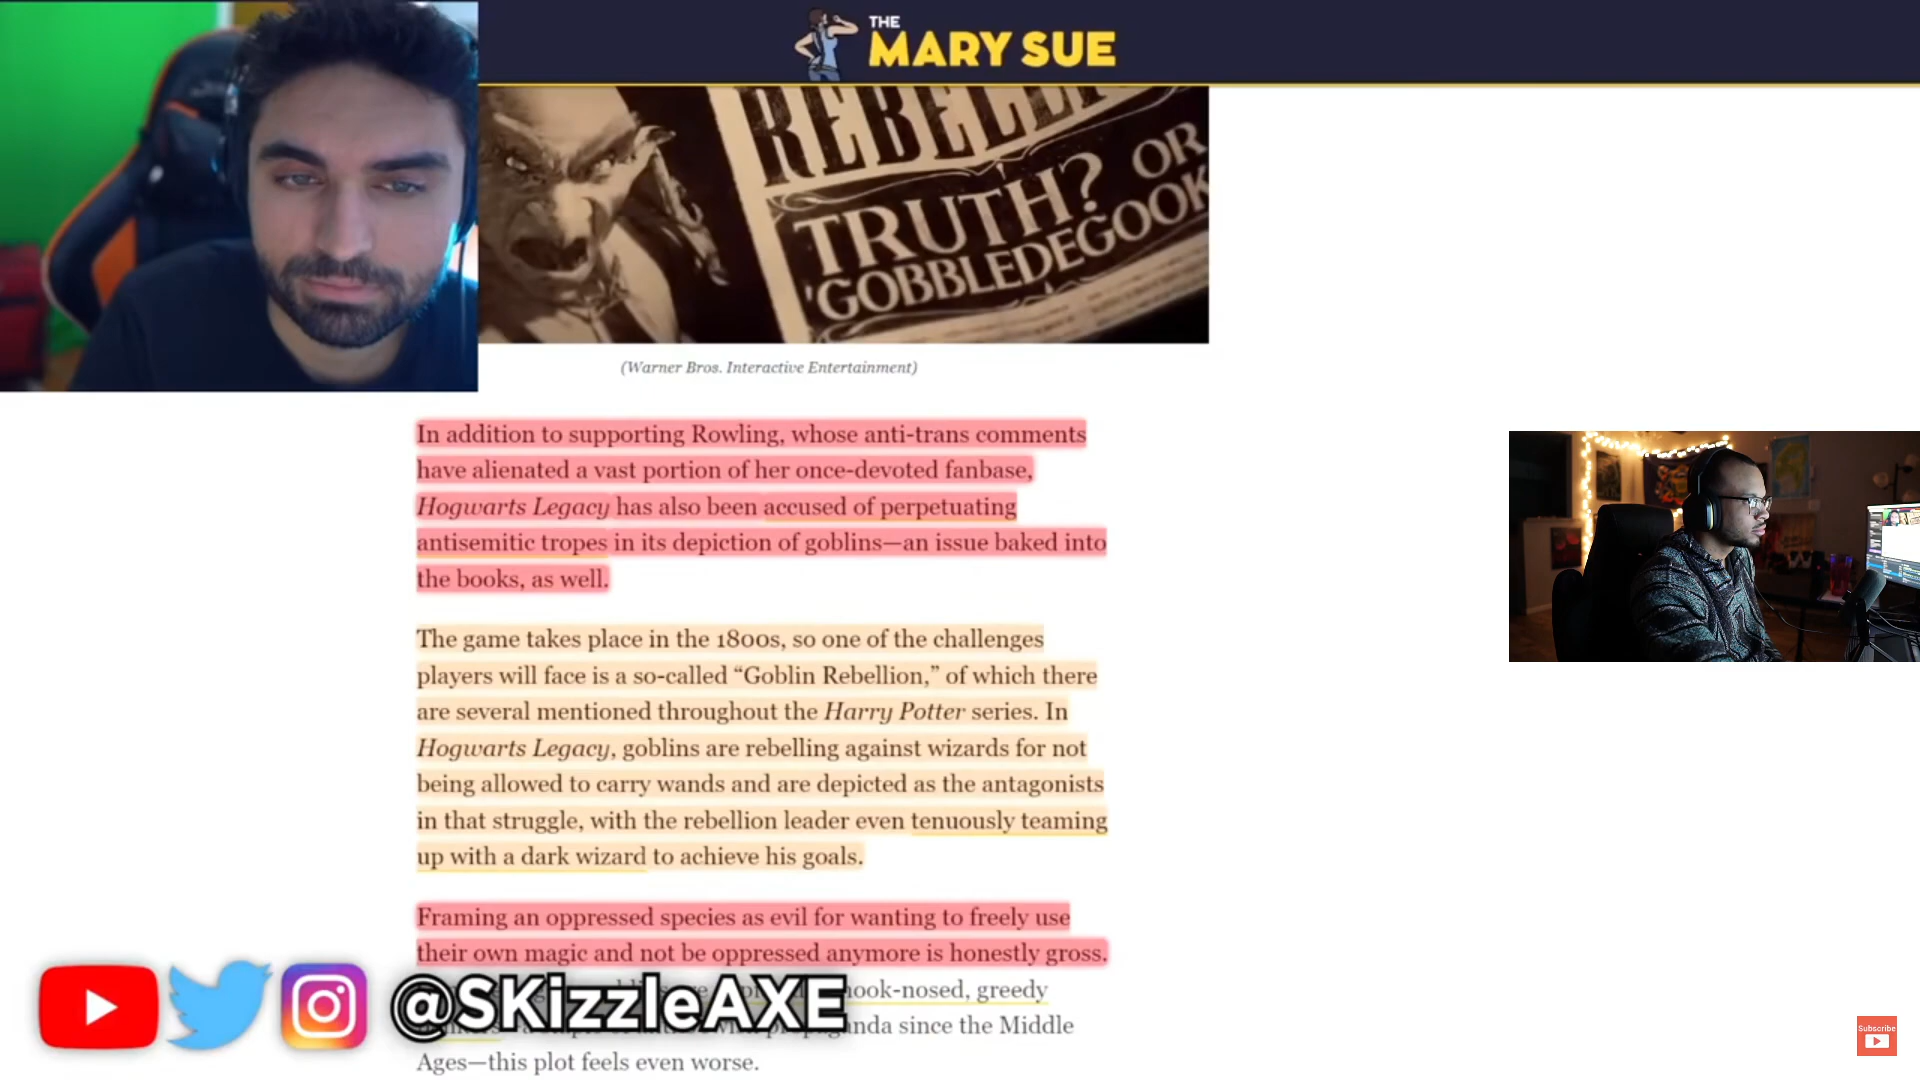 THE
MARY SUE
TRUTH? OR
'GOBBLEDEGOOK
(Warner Bros. Interactive Entertainment)
In addition to supporting Rowling, whose anti-trans comments
have alienated a vast portion of her once-devoted fanbase,
Hogwarts Legacy has also been accused of perpetuating
antisemitic tropes in its depiction of goblins—an issue baked into
the books, as well.
The game takes place in the 1800s, so one of the challenges
players will face is a so-called “Goblin Rebellion,” of which there
are several mentioned throughout the Harry Potter series. In
Hogwarts Legacy, goblins are rebelling against wizards for not
being allowed to carry wands and are depicted as the antagonists
in that struggle, with the rebellion leader even tenuously teaming
up with a dark wizard to achieve his goals.
Framing an oppressed species as evil for wanting to freely use
their own magic and not be oppressed anymore is honestly gross.
hook-nosed, greedy
since the Middle
Ages—this plot feels even worse.
@SKizzleAXE
Subscribe